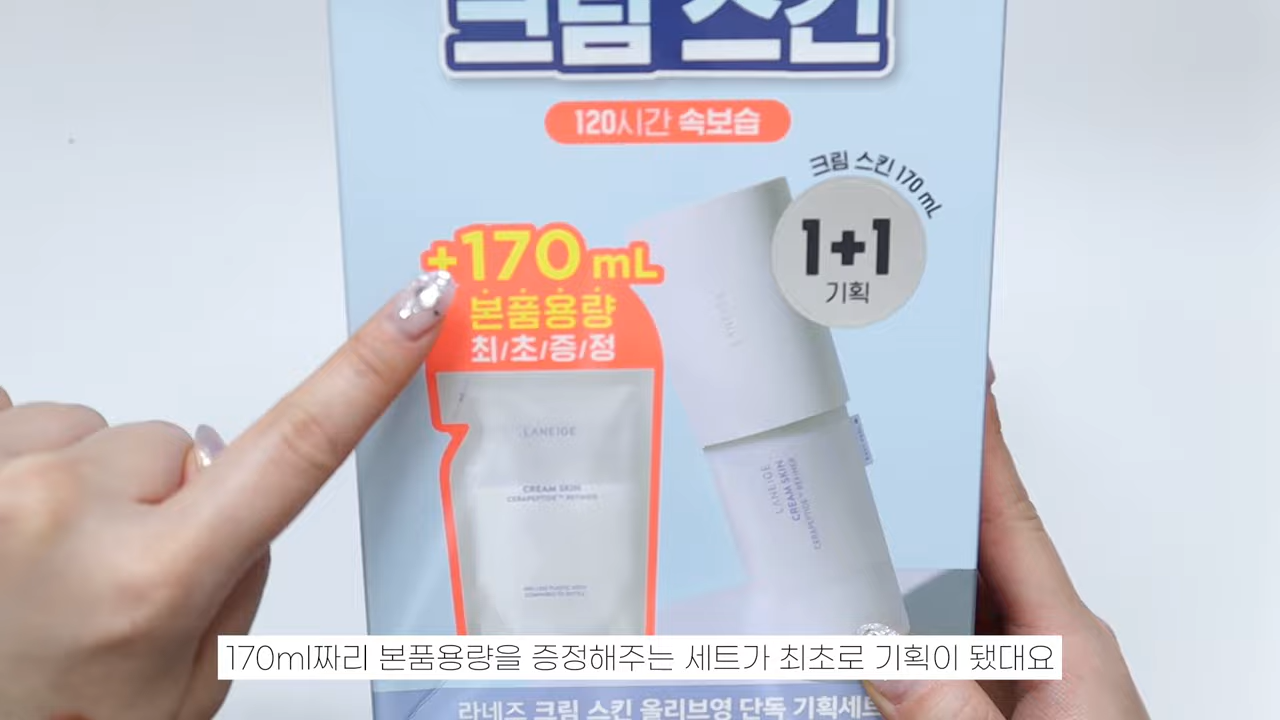 크림 스킨
120시간 속보습
크림 스킨 170 mL
1+1
기획
+170 mL
본품용량
최/초/증/정
LANEIGE
CREAM SKIN
CERAPEPTIDE™ REFINER
LANEIGE
CREAM SKIN
CERAPEPTIDE™ REFINER
170ml짜리 본품용량을 증정해주는 세트가 최초로 기획이 됐대요
라네즈 크림 스킨 올리브영 단독 기획세트